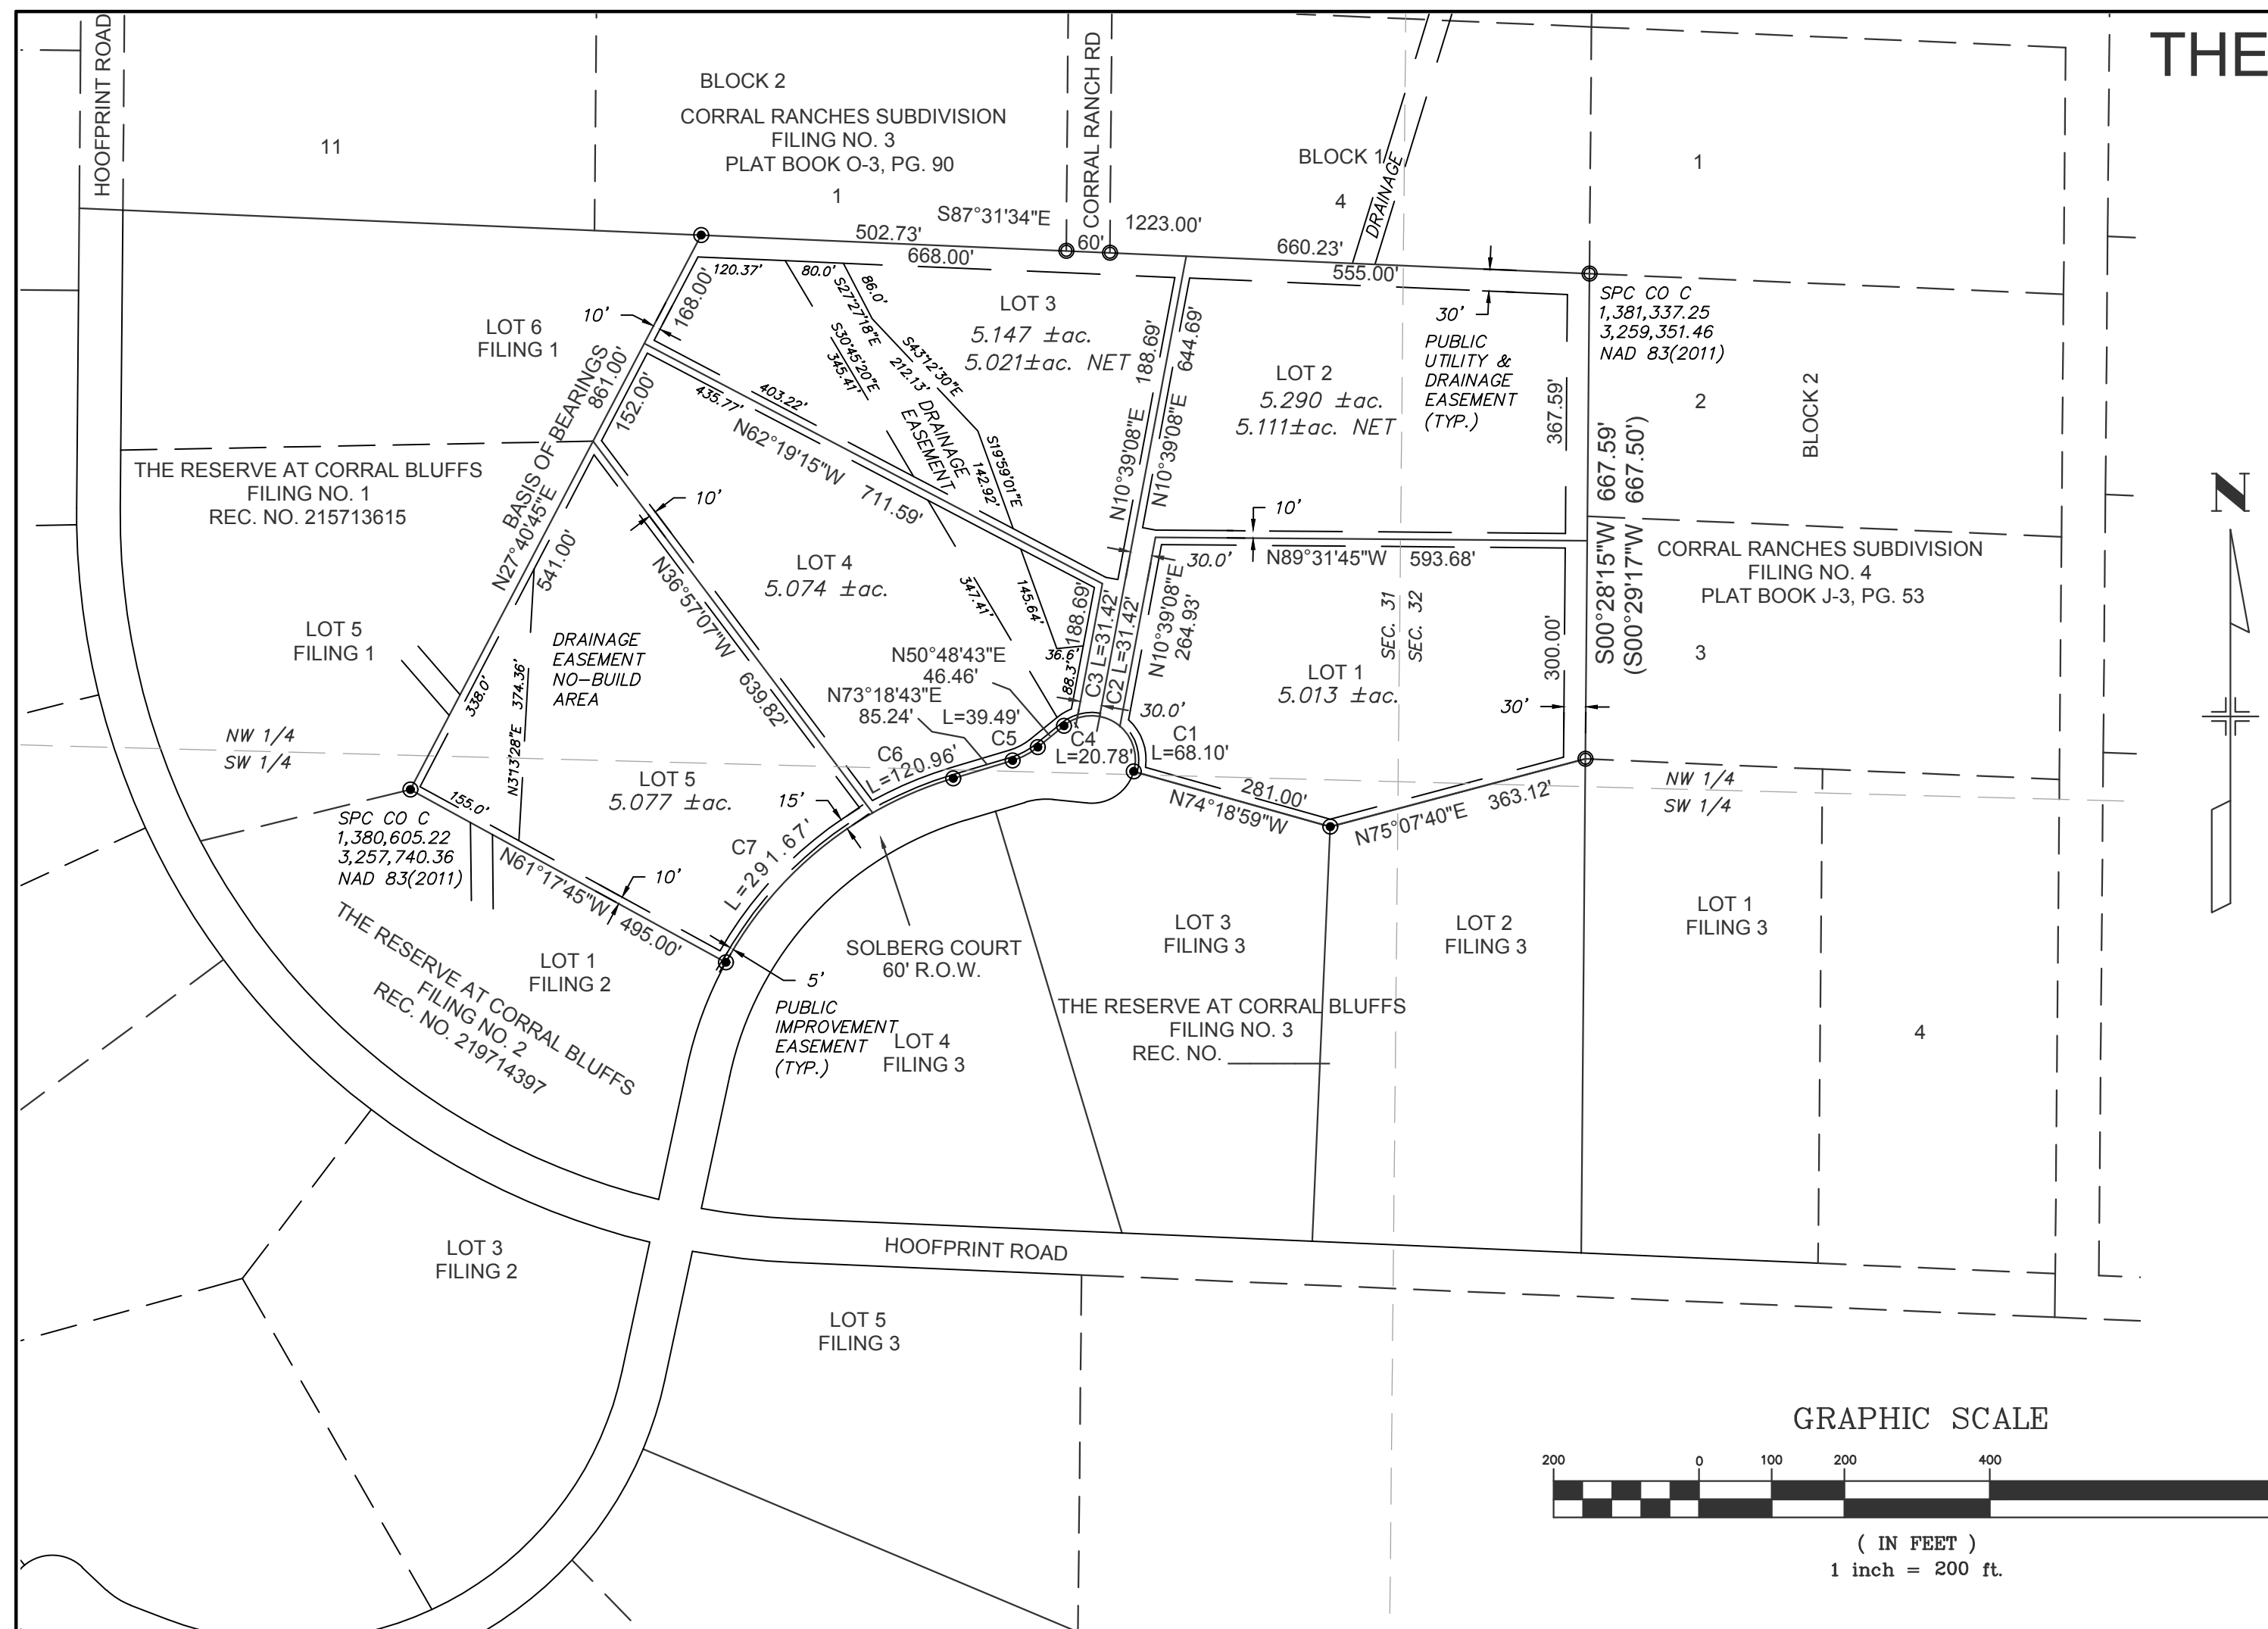 THE
HOOFPRINT ROAD
11
BLOCK 2
CORRAL RANCHES SUBDIVISION
FILING NO. 3
PLAT BOOK O-3, PG. 90
1
CORRAL RANCH RD
BLOCK 1
4
DRAINAGE
1
S87°31'34"E
1223.00'
502.73'
60'
660.23'
668.00'
555.00'
120.37'
80.0'
86.0'
S27°27'18"E
S30°45'20"E
345.41'
S43°12'30"E
212.13'
DRAINAGE
EASEMENT
S19°59'01"E
142.92'
LOT 3
5.147 ±ac.
5.021±ac. NET
188.69'
N10°39'08"E
644.69'
N10°39'08"E
LOT 2
5.290 ±ac.
5.111±ac. NET
30'
PUBLIC
UTILITY &
DRAINAGE
EASEMENT
(TYP.)
367.59'
SPC CO C
1,381,337.25
3,259,351.46
NAD 83(2011)
2
BLOCK 2
S00°28'15"W 667.59'
(S00°29'17"W 667.50')
CORRAL RANCHES SUBDIVISION
FILING NO. 4
PLAT BOOK J-3, PG. 53
3
N
LOT 6
FILING 1
10'
168.00'
BASIS OF BEARINGS
861.00'
N27°40'45"E
152.00'
541.00'
403.22'
435.77'
N62°19'15"W 711.59'
THE RESERVE AT CORRAL BLUFFS
FILING NO. 1
REC. NO. 215713615
10'
N36°57'07"W 639.82'
LOT 4
5.074 ±ac.
347.41'
145.64'
10'
30.0'
N89°31'45"W 593.68'
N10°39'08"E
264.93'
SEC. 31
SEC. 32
300.00'
LOT 1
5.013 ±ac.
30'
LOT 5
FILING 1
338.0'
N3°13'28"E 374.36'
DRAINAGE
EASEMENT
NO-BUILD
AREA
188.69'
36.6'
88.3'
C3 L=31.42'
C2 L=31.42'
30.0'
N50°48'43"E
46.46'
N73°18'43"E
85.24'
L=39.49'
C5
C4
L=20.78'
C1
L=68.10'
C6
L=120.96'
NW 1/4
SW 1/4
155.0'
LOT 5
5.077 ±ac.
15'
C7
L=291.67'
SPC CO C
1,380,605.22
3,257,740.36
NAD 83(2011)
N61°17'45"W 495.00'
10'
281.00'
N74°18'59"W
N75°07'40"E 363.12'
NW 1/4
SW 1/4
THE RESERVE AT CORRAL BLUFFS
FILING NO. 2
REC. NO. 219714397
LOT 1
FILING 2
5'
PUBLIC
IMPROVEMENT
EASEMENT
(TYP.)
SOLBERG COURT
60' R.O.W.
LOT 4
FILING 3
LOT 3
FILING 3
THE RESERVE AT CORRAL BLUFFS
FILING NO. 3
REC. NO. __________
LOT 2
FILING 3
LOT 1
FILING 3
4
HOOFPRINT ROAD
LOT 3
FILING 2
LOT 5
FILING 3
GRAPHIC SCALE
200 0 100 200 400
( IN FEET )
1 inch = 200 ft.